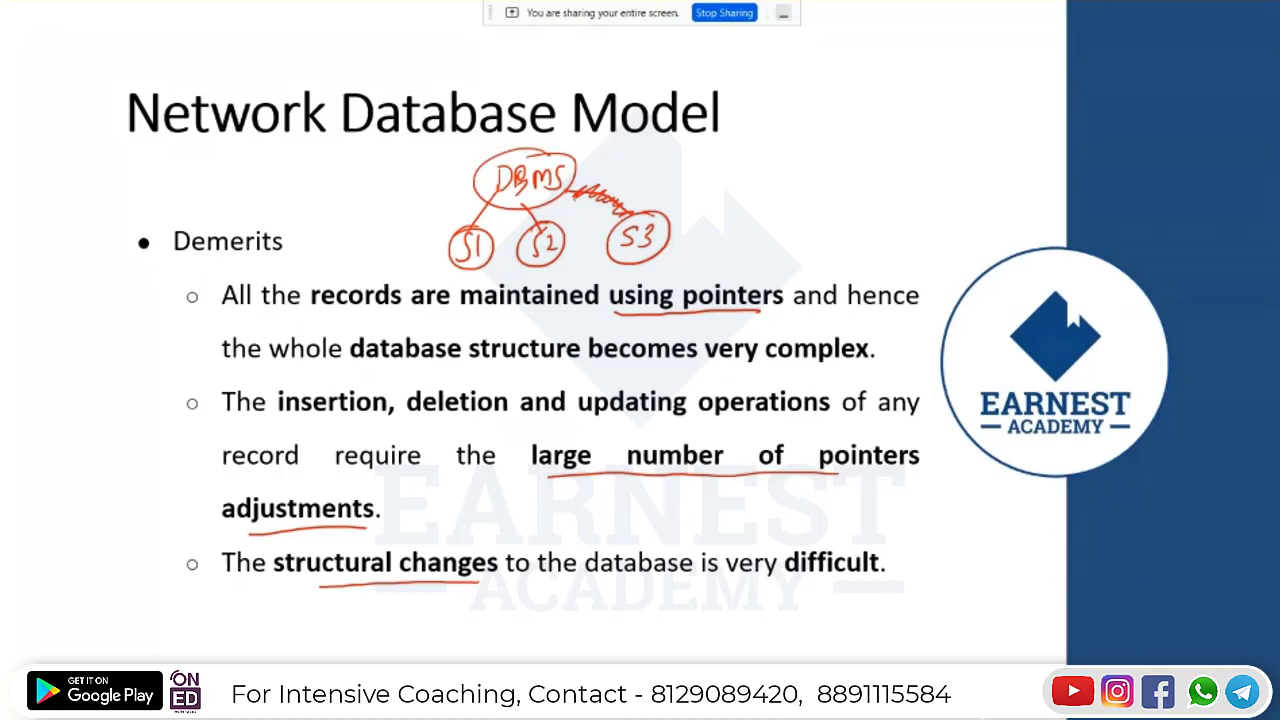 You are sharing your entire screen. Stop Sharing
Network Database Model
DBMS
S1 S2 S3
● Demerits
○ All the records are maintained using pointers and hence
the whole database structure becomes very complex.
○ The insertion, deletion and updating operations of any
record require the large number of pointers
adjustments.
○ The structural changes to the database is very difficult.
EARNEST
ACADEMY
EARNEST
ACADEMY
GET IT ON
Google Play
ON
ED
For Intensive Coaching, Contact - 8129089420, 8891115584